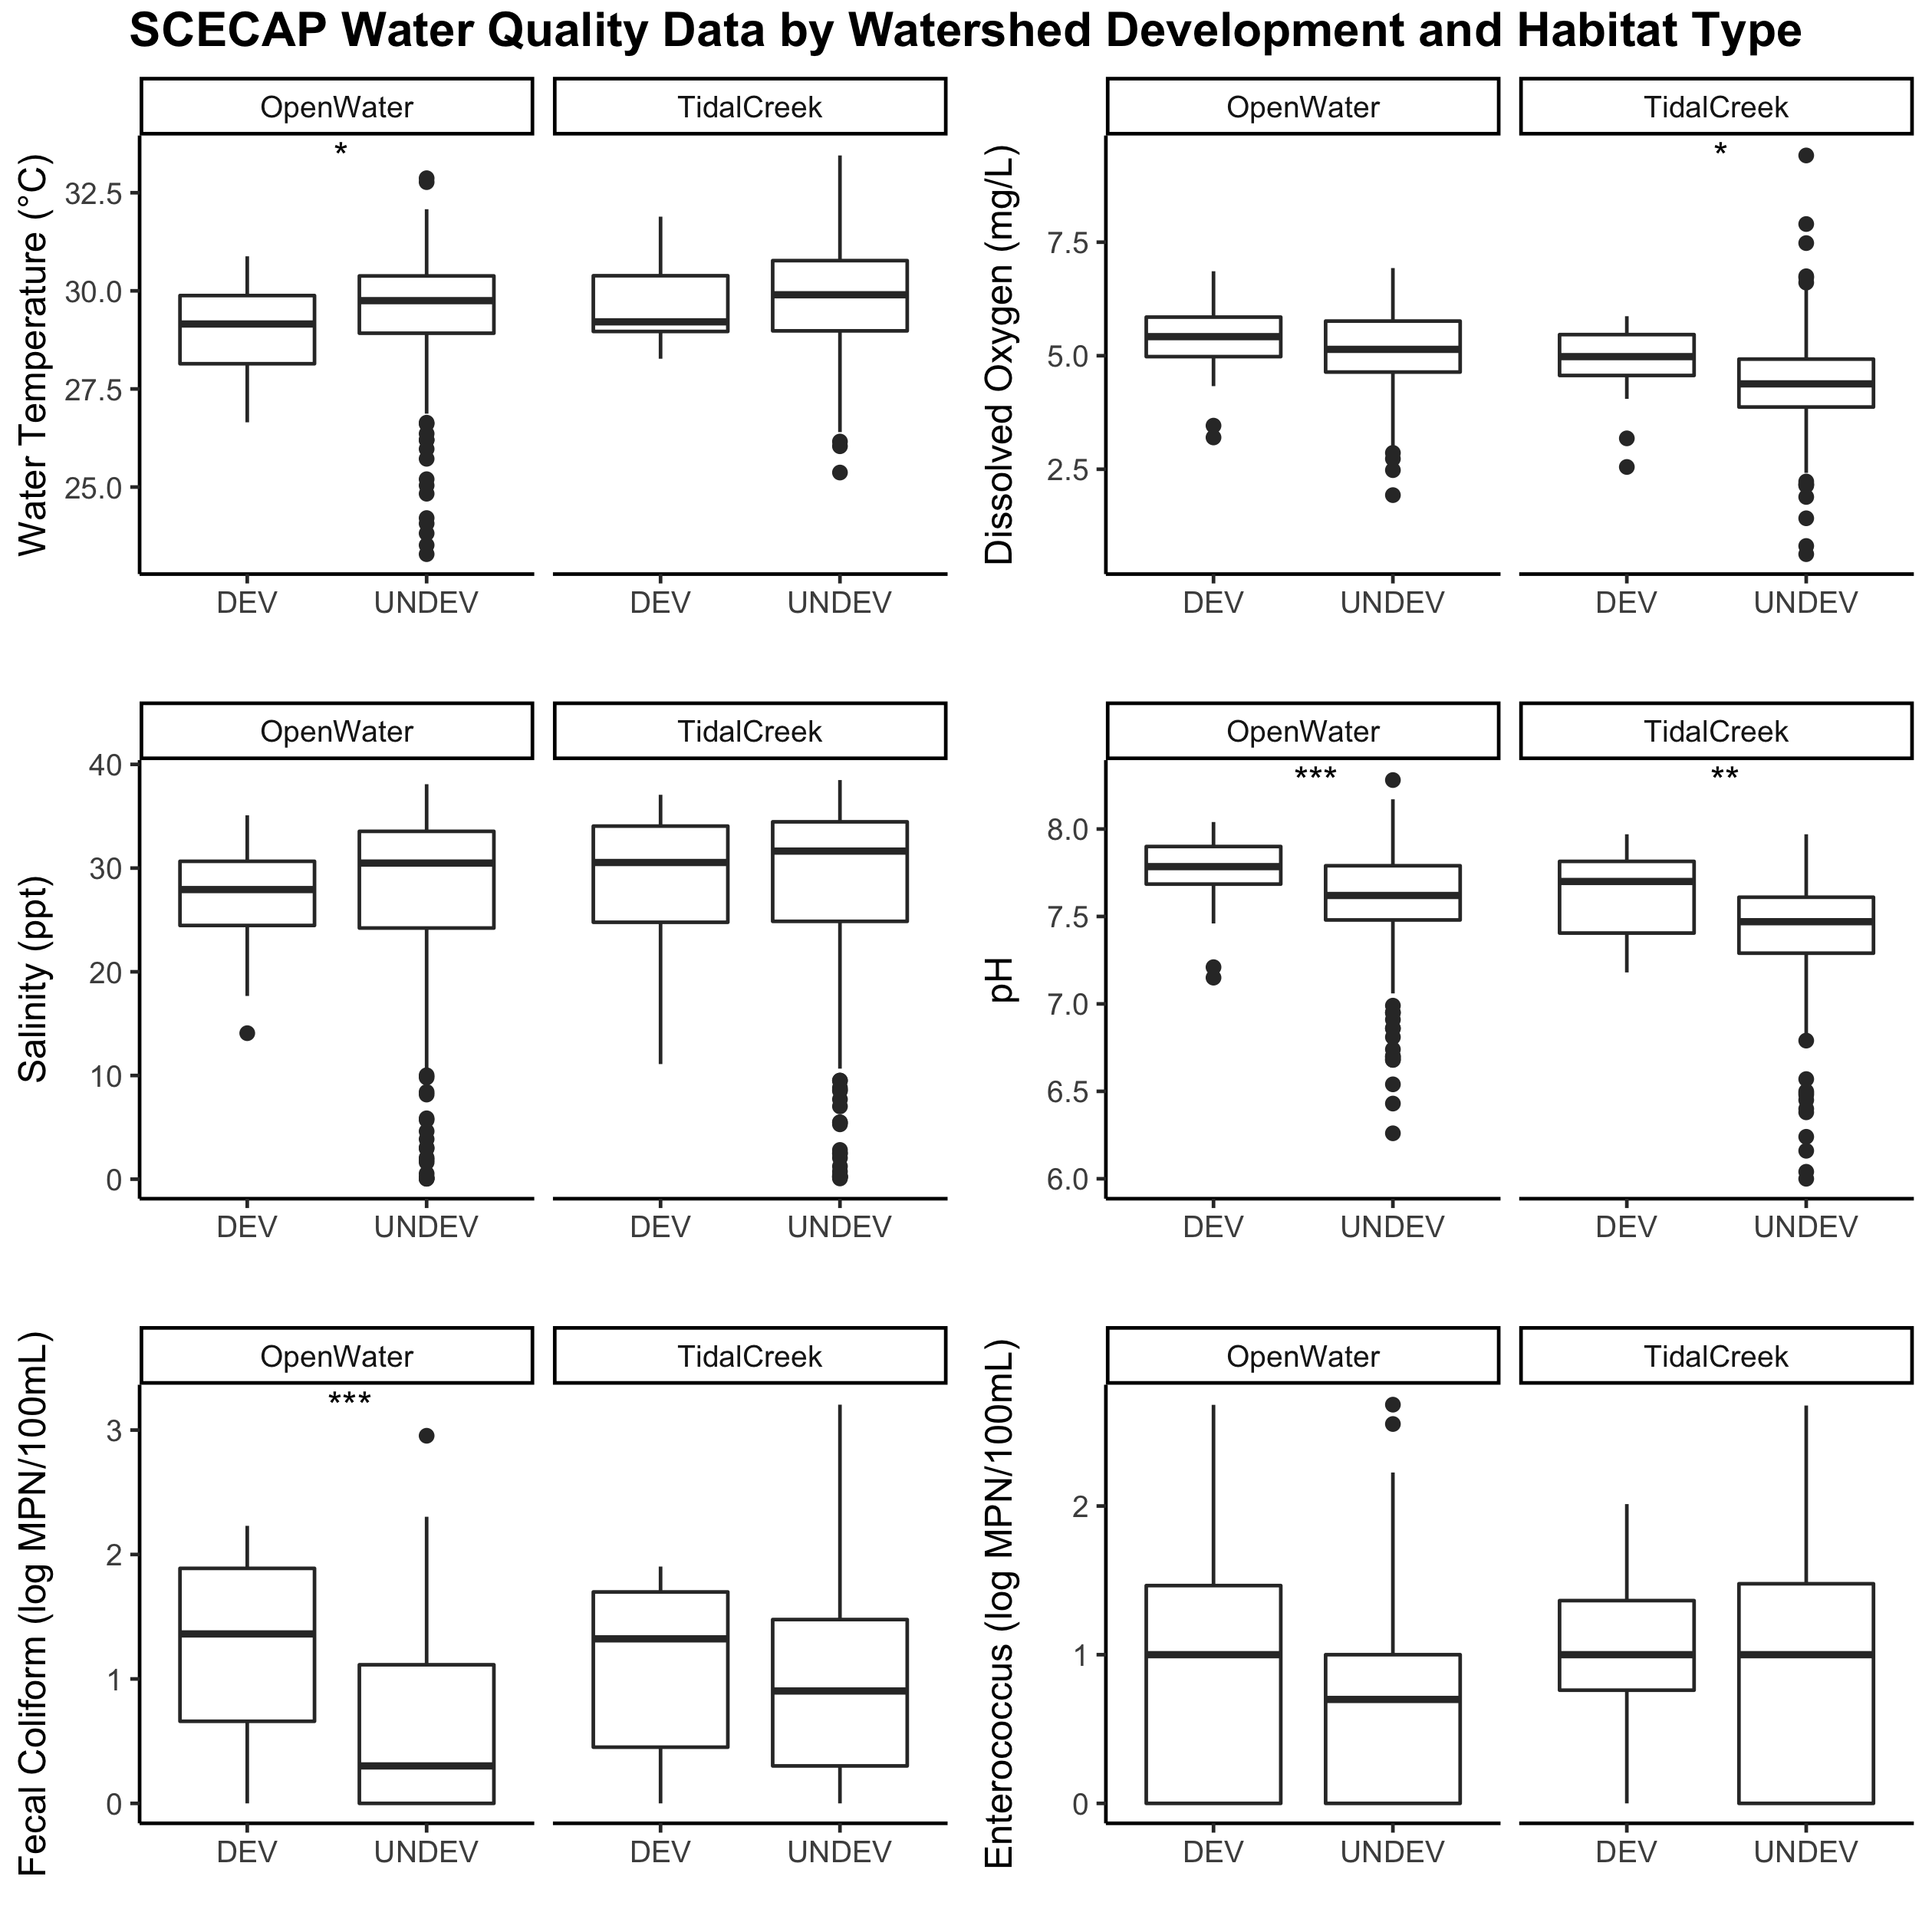 SCECAP Water Quality Data by Watershed Development and Habitat Type
OpenWater
TidalCreek
*
Water Temperature (°C)
32.5
30.0
27.5
25.0
DEV
UNDEV
DEV
UNDEV
OpenWater
TidalCreek
*
Dissolved Oxygen (mg/L)
7.5
5.0
2.5
DEV
UNDEV
DEV
UNDEV
OpenWater
TidalCreek
Salinity (ppt)
40
30
20
10
0
DEV
UNDEV
DEV
UNDEV
OpenWater
TidalCreek
***
**
pH
8.0
7.5
7.0
6.5
6.0
DEV
UNDEV
DEV
UNDEV
OpenWater
TidalCreek
***
Fecal Coliform (log MPN/100mL)
3
2
1
0
DEV
UNDEV
DEV
UNDEV
OpenWater
TidalCreek
Enterococcus (log MPN/100mL)
2
1
0
DEV
UNDEV
DEV
UNDEV